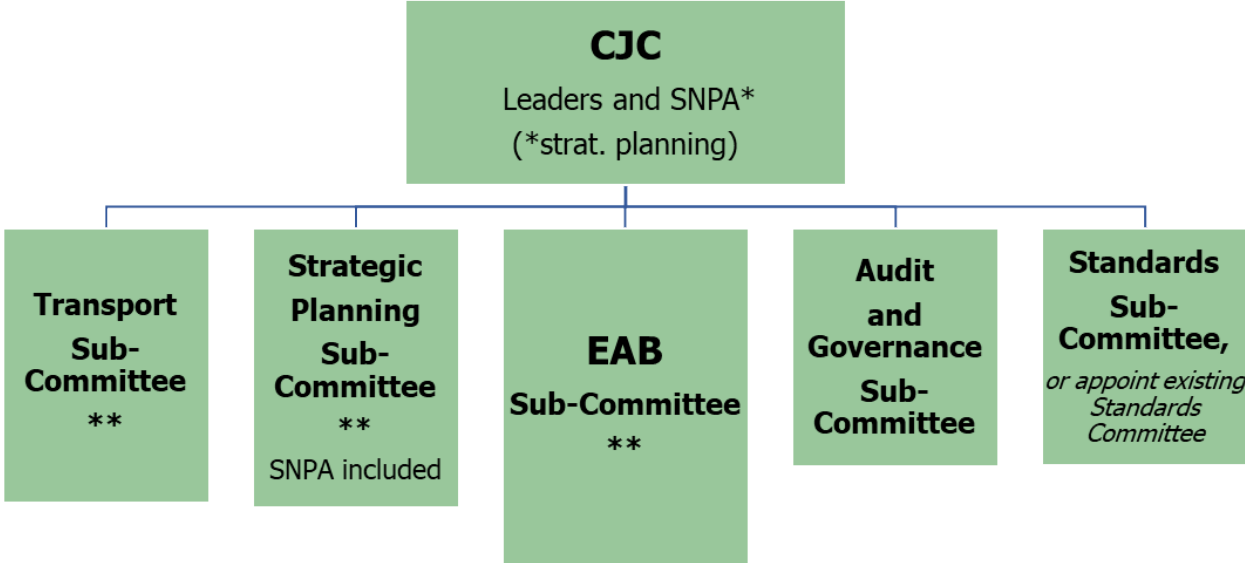 CJC
Leaders and SNPA*
(*strat. planning)
Transport
Sub-
Committee
**
Strategic
Planning
Sub-
Committee
**
SNPA included
EAB
Sub-Committee
**
Audit
and
Governance
Sub-
Committee
Standards
Sub-
Committee,
or appoint existing
Standards
Committee